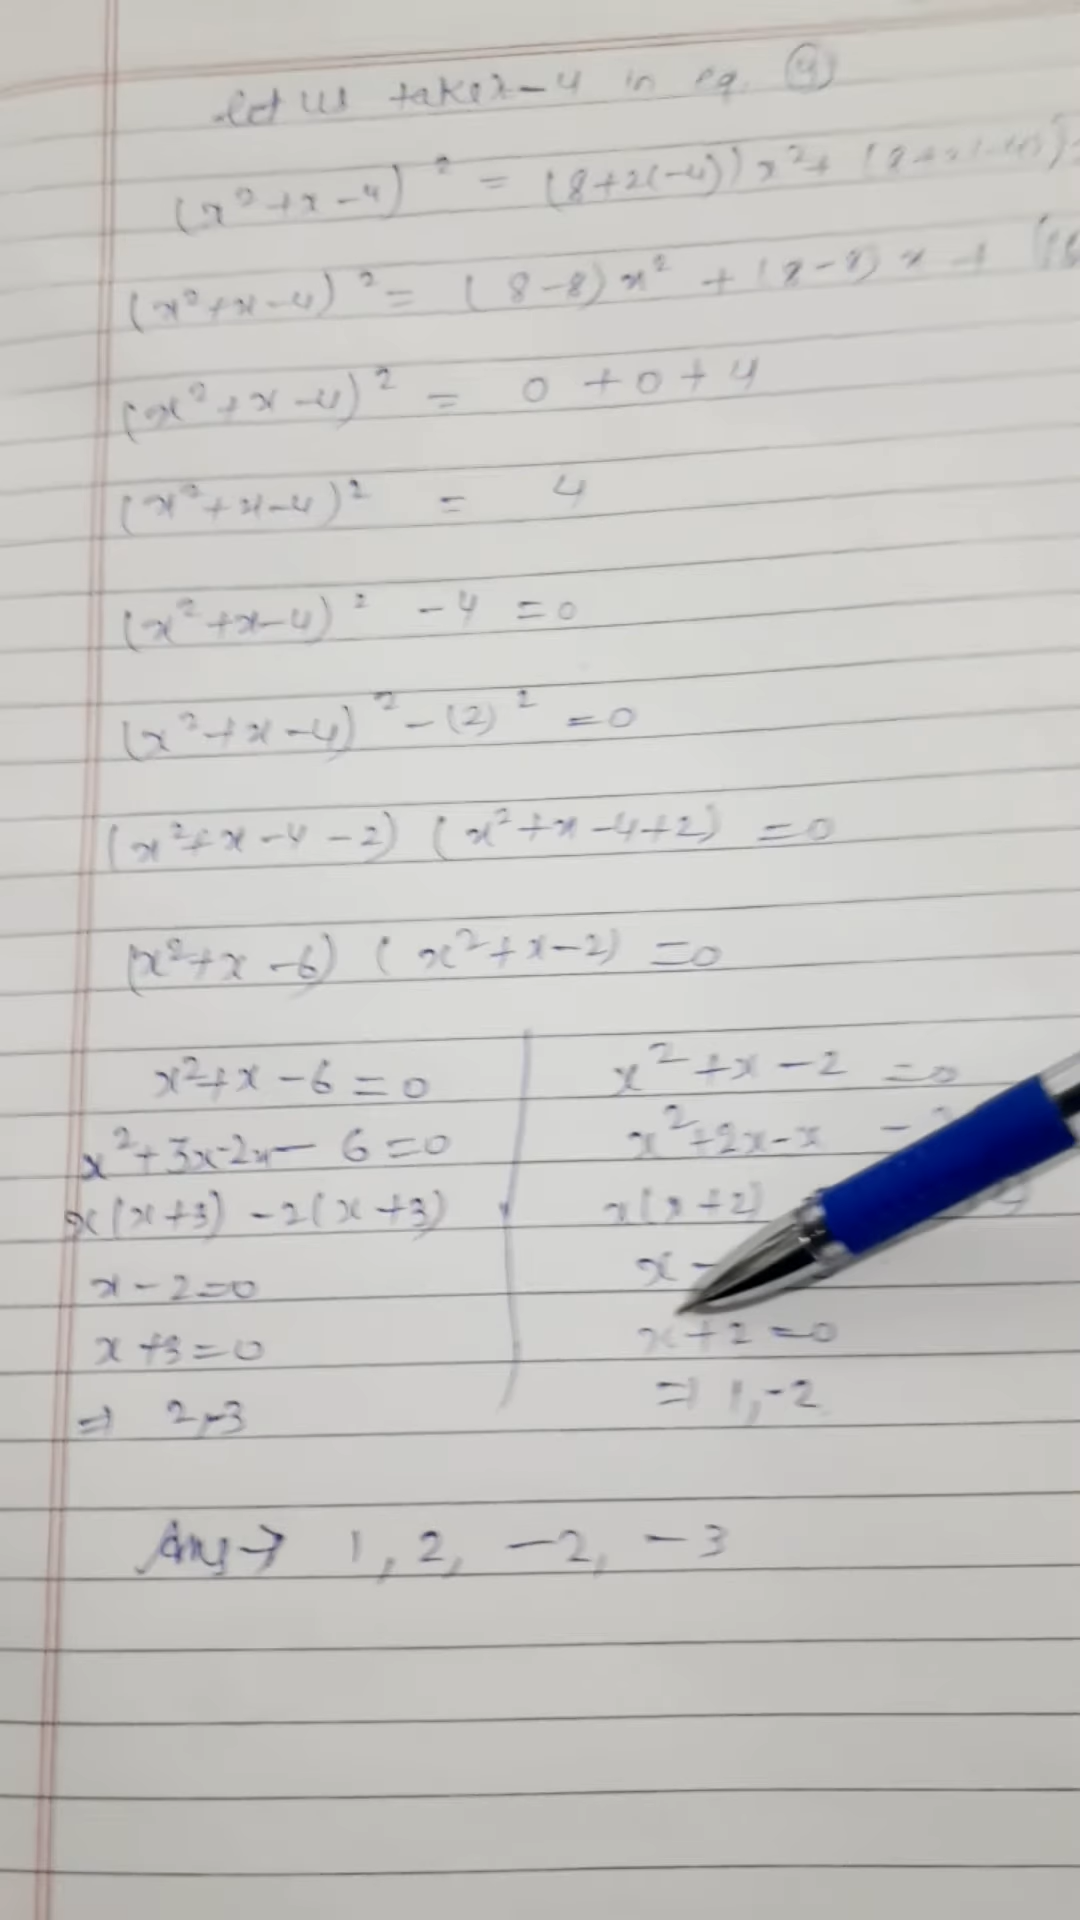 Let us take λ = -4 in eq. (4)
(x² + x - 4)² = (8+2(-4))x² + (8+2(-4))
(x² + x - 4)² = (8-8)x² + (8-8)x + (16
(x² + x - 4)² = 0 + 0 + 4
(x² + x - 4)² = 4
(x² + x - 4)² - 4 = 0
(x² + x - 4)² - (2)² = 0
(x² + x - 4 - 2) (x² + x - 4 + 2) = 0
(x² + x - 6) (x² + x - 2) = 0
x² + x - 6 = 0
x² + 3x - 2x - 6 = 0
x(x+3) - 2(x+3)
x - 2 = 0
x + 3 = 0
⇒ 2, -3
x² + x - 2 = 0
x² + 2x - x -
x(x+2)
x -
x + 2 = 0
⇒ 1, -2
Ans → 1, 2, -2, -3